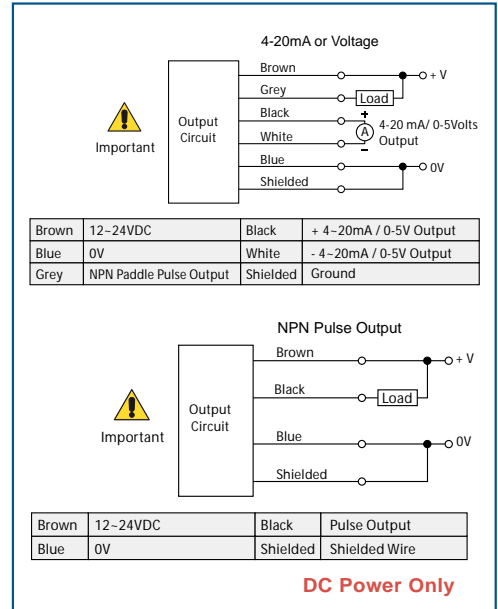 4-20mA or Voltage
Brown
+ V
Grey
Load
Black
+
4-20 mA/ 0-5Volts
Output
A
White
-
Blue
0V
Shielded
Output
Circuit
Important
Brown 12~24VDC Black + 4~20mA / 0-5V Output
Blue 0V White - 4~20mA / 0-5V Output
Grey NPN Paddle Pulse Output Shielded Ground
NPN Pulse Output
Brown
+ V
Black
Load
Output
Circuit
Important
Blue
0V
Shielded
Brown 12~24VDC Black Pulse Output
Blue 0V Shielded Shielded Wire
DC Power Only